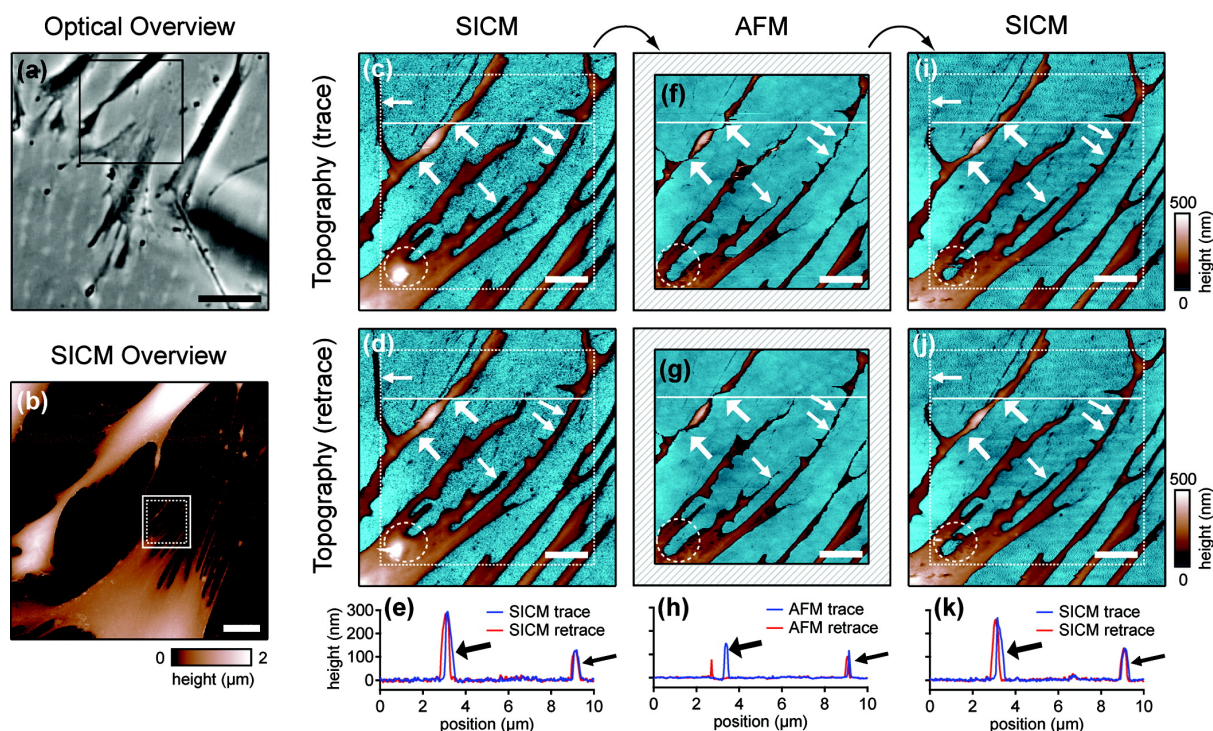 Optical Overview
SICM
AFM
SICM
(a)
(c)
(f)
(i)
Topography (trace)
500
height (nm)
0
SICM Overview
(b)
(d)
(g)
(j)
Topography (retrace)
500
height (nm)
0
0
2
height (µm)
(e)
SICM trace
SICM retrace
height (nm)
300
200
100
0
0 2 4 6 8 10
position (µm)
(h)
AFM trace
AFM retrace
0 2 4 6 8 10
position (µm)
(k)
SICM trace
SICM retrace
0 2 4 6 8 10
position (µm)